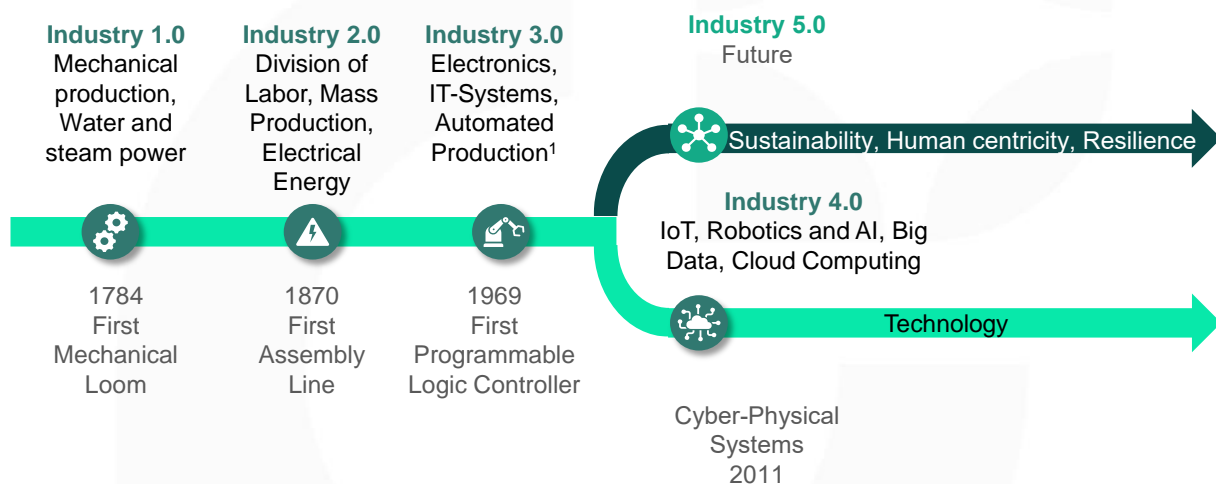 Industry 1.0
Mechanical
production,
Water and
steam power
1784
First
Mechanical
Loom
Industry 2.0
Division of
Labor, Mass
Production,
Electrical
Energy
1870
First
Assembly
Line
Industry 3.0
Electronics,
IT-Systems,
Automated
Production¹
1969
First
Programmable
Logic Controller
Industry 5.0
Future
Sustainability, Human centricity, Resilience
Industry 4.0
IoT, Robotics and AI, Big
Data, Cloud Computing
Technology
Cyber-Physical
Systems
2011